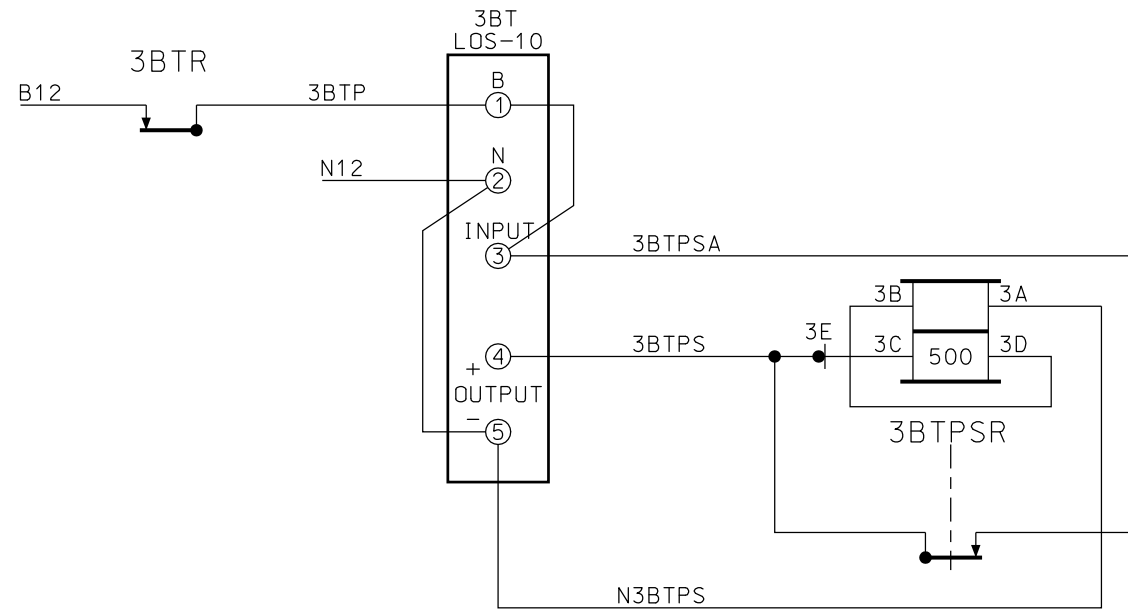 3BT
LOS-10
3BTR
B12
3BTP
B
1
N12
N
2
INPUT
3
3BTPSA
3B
3A
3E
3C
500
3D
3BTPS
4
+
OUTPUT
-
5
3BTPSR
N3BTPS